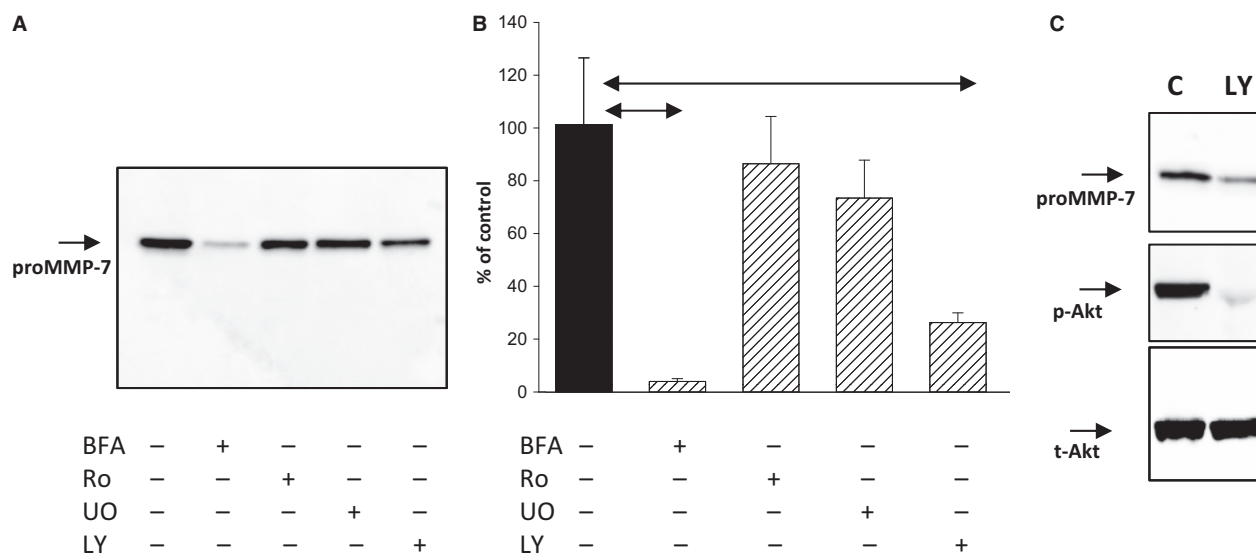 A
proMMP-7
BFA – + – – –
Ro – – + – –
UO – – – + –
LY – – – – +
B
140
120
100
80
60
40
20
0
% of control
BFA – + – – –
Ro – – + – –
UO – – – + –
LY – – – – +
C
C LY
proMMP-7
p-Akt
t-Akt